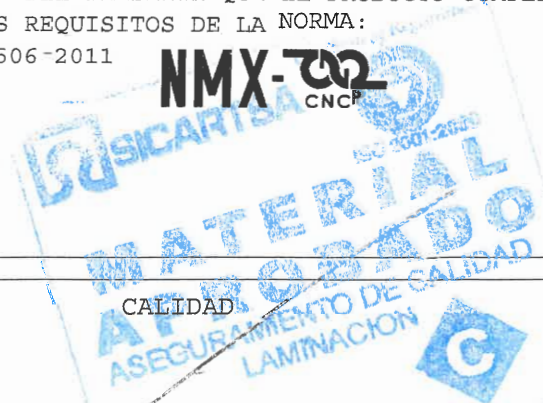 S REQUISITOS DE LA NORMA:
506-2011
NMX-
CNCP
SICARTSA
ISO 9001-2000
MATERIAL
APROBADO
CALIDAD
ASEGURAMIENTO DE CALIDAD
LAMINACION
C